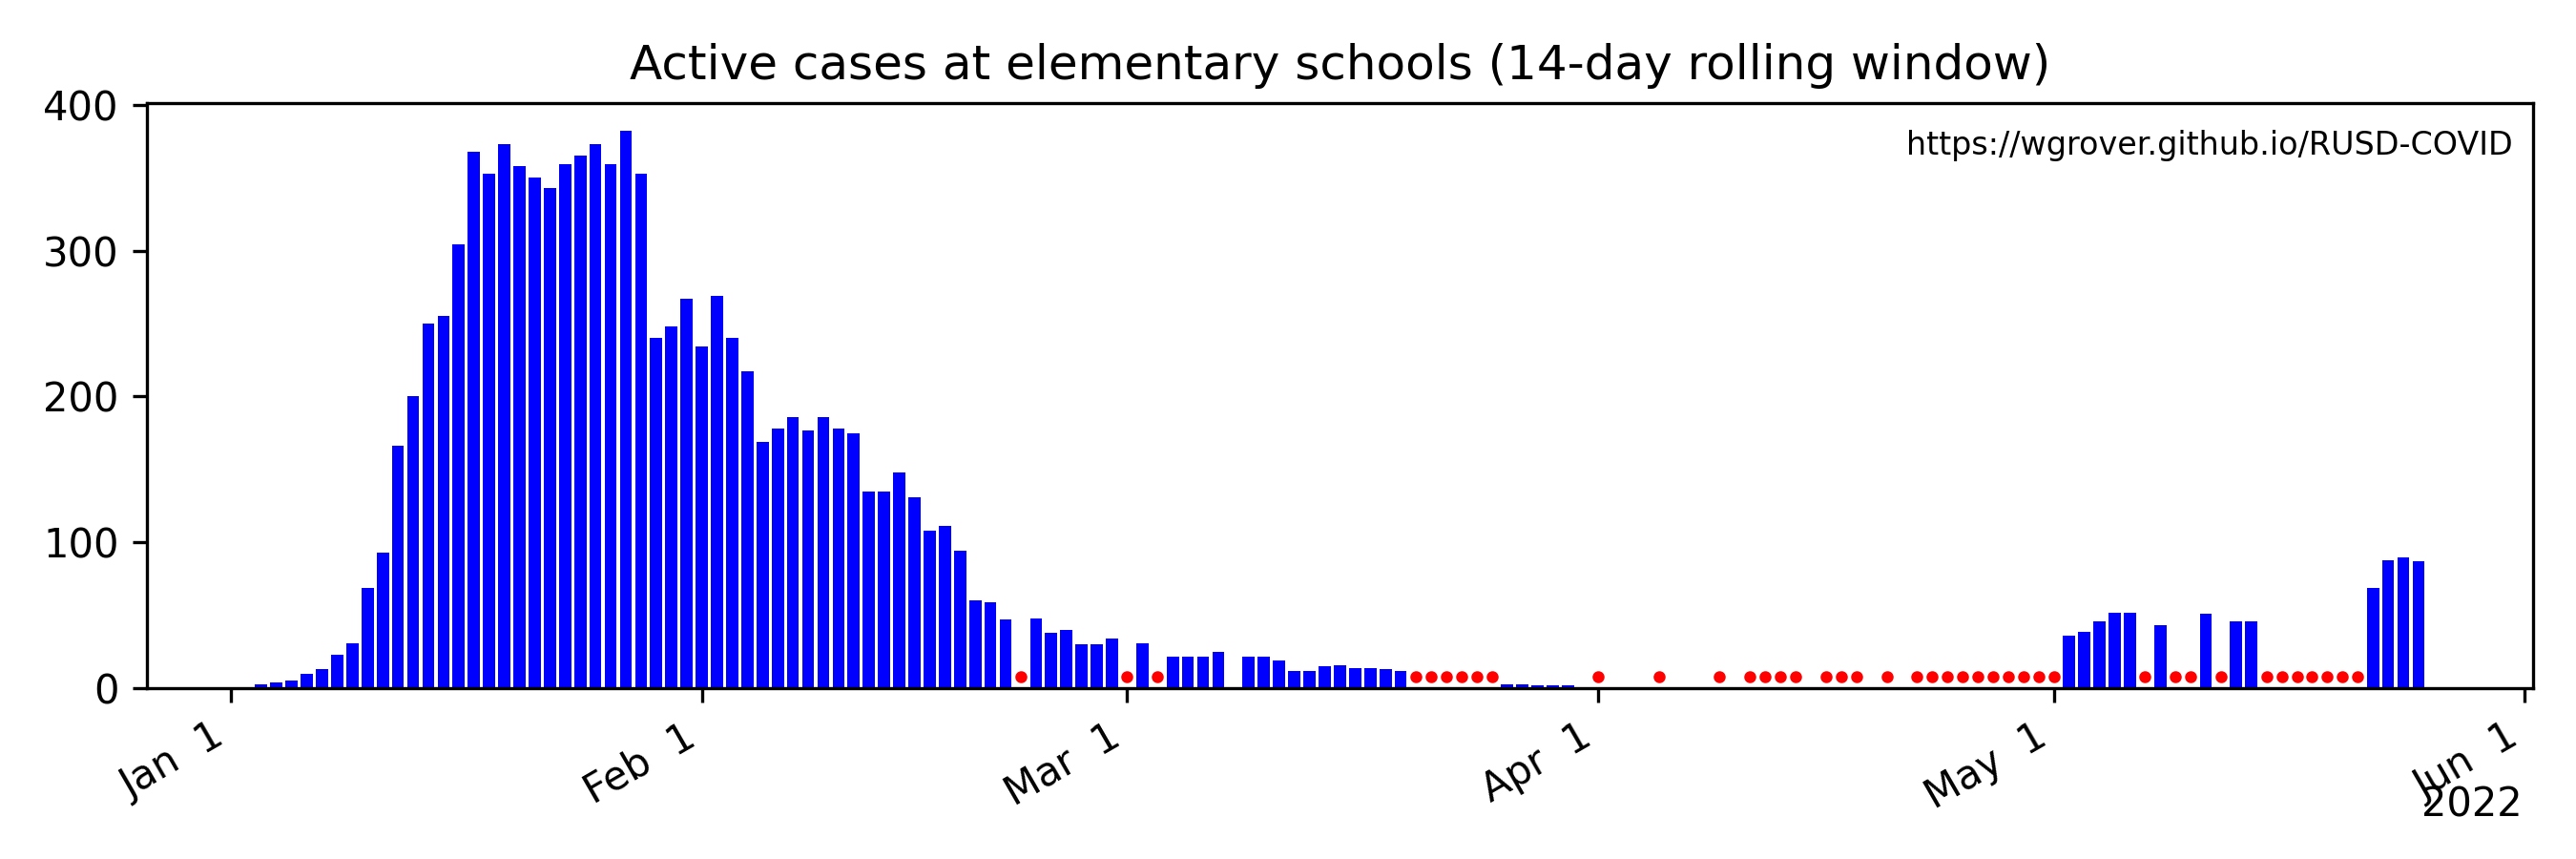 Active cases at elementary schools (14-day rolling window)
https://wgrover.github.io/RUSD-COVID
400
300
200
100
0
Jan 1
Feb 1
Mar 1
Apr 1
May 1
Jun 1
2022